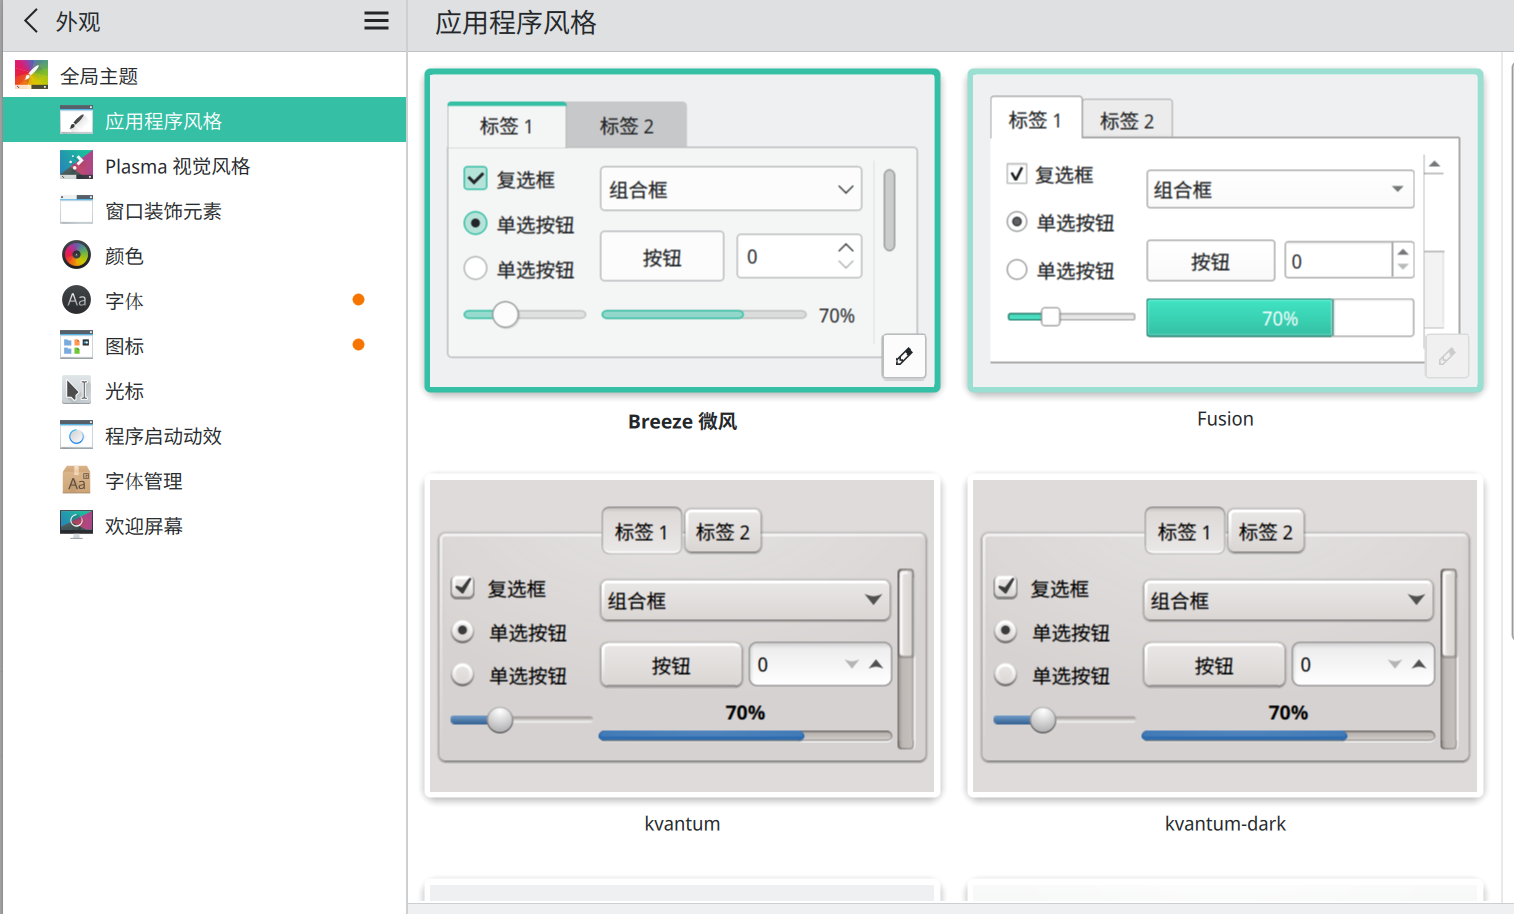 外观
全局主题
应用程序风格
Plasma 视觉风格
窗口装饰元素
颜色
Aa
字体
图标
光标
程序启动动效
Aa
字体管理
欢迎屏幕
应用程序风格
标签 1
标签 2
复选框
组合框
单选按钮
按钮
0
单选按钮
70%
Breeze 微风
标签 1
标签 2
复选框
组合框
单选按钮
按钮
0
单选按钮
70%
Fusion
标签 1
标签 2
复选框
组合框
单选按钮
按钮
0
单选按钮
70%
kvantum
标签 1
标签 2
复选框
组合框
单选按钮
按钮
0
单选按钮
70%
kvantum-dark